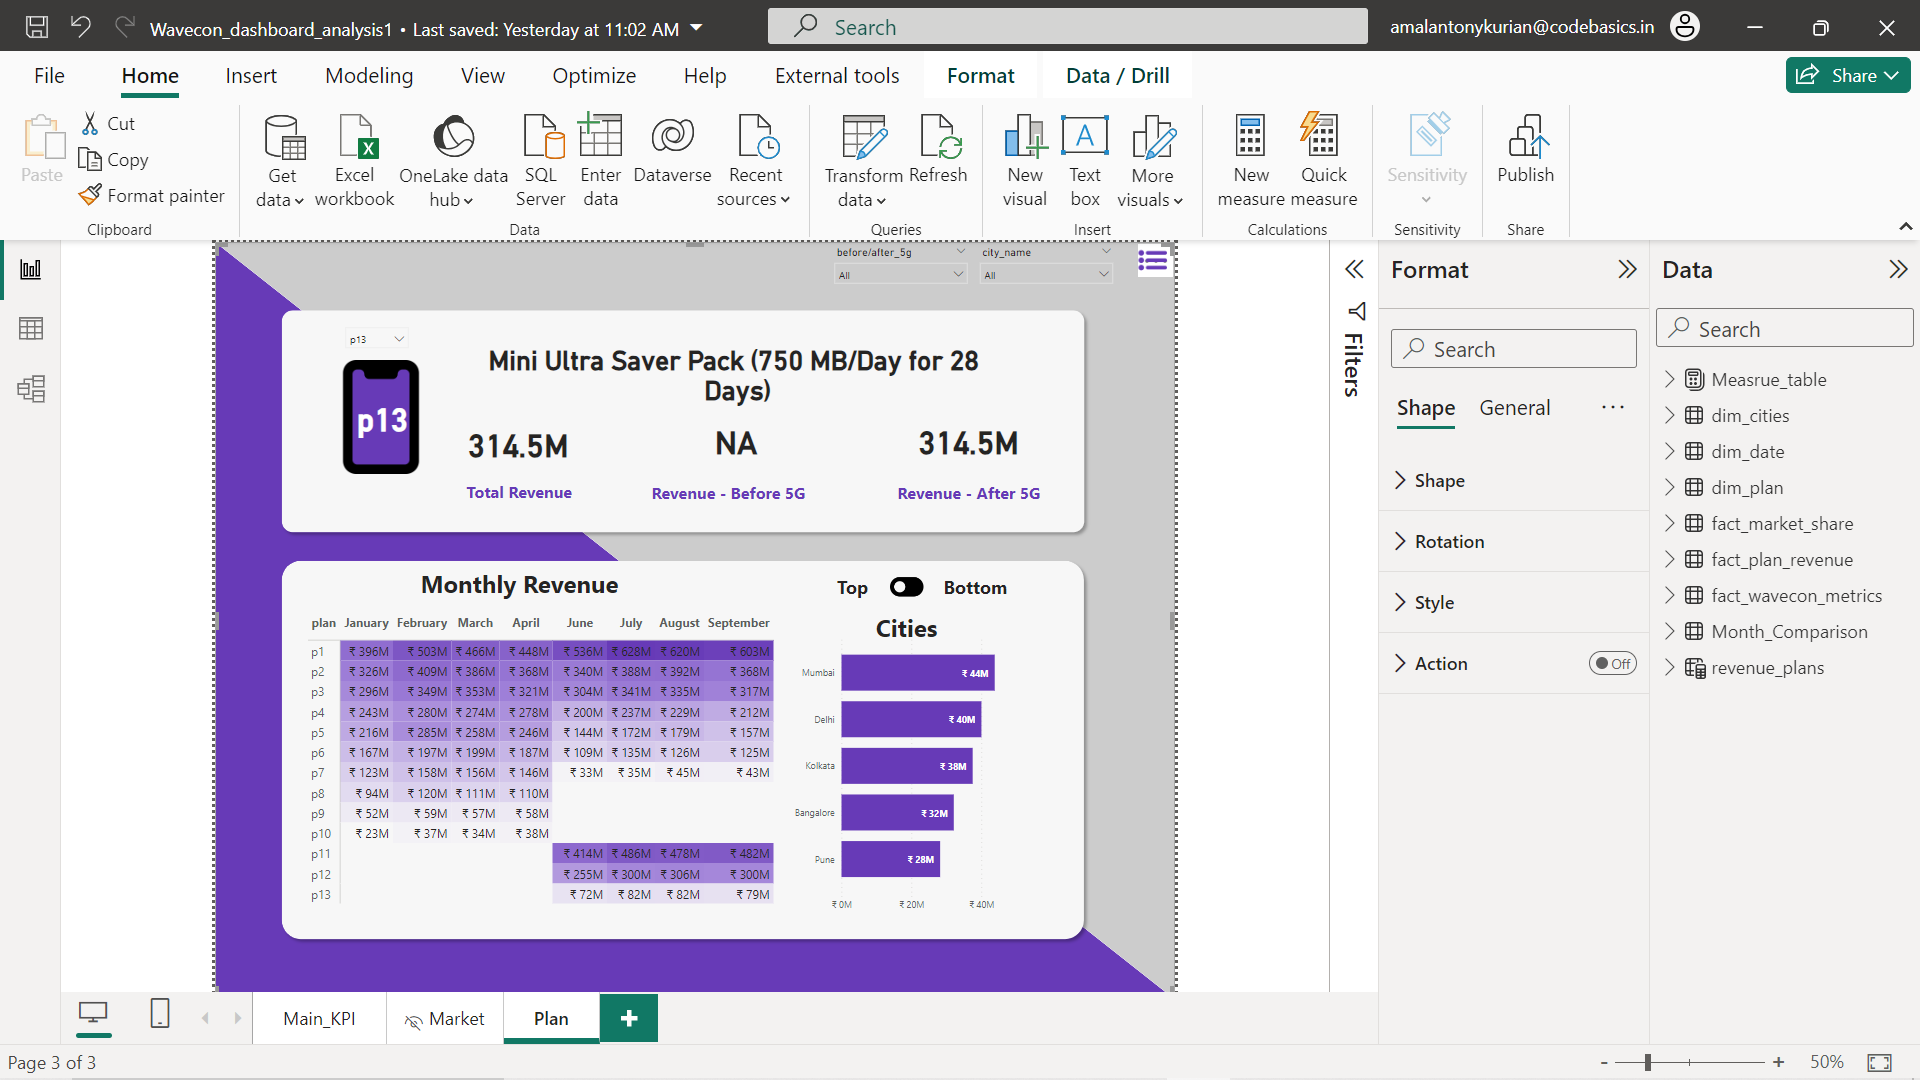 Wavecon_dashboard_analysis1 • Last saved: Yesterday at 11:02 AM
Search
amalantonykurian@codebasics.in
File Home Insert Modeling View Optimize Help External tools Format Data / Drill
Share
Paste
Cut
Copy
Format painter
Clipboard
Get data
Excel workbook
OneLake data hub
SQL Server
Enter data
Dataverse
Recent sources
Data
Transform data
Refresh
Queries
New visual
Text box
More visuals
Insert
New measure
Quick measure
Calculations
Sensitivity
Sensitivity
Publish
Share
before/after_5g
All
city_name
All
p13
p13
Mini Ultra Saver Pack (750 MB/Day for 28
Days)
314.5M NA 314.5M
Total Revenue Revenue - Before 5G Revenue - After 5G
Monthly Revenue
plan January February March April June July August September
p1 ₹ 396M ₹ 503M ₹ 466M ₹ 448M ₹ 536M ₹ 628M ₹ 620M ₹ 603M
p2 ₹ 326M ₹ 409M ₹ 386M ₹ 368M ₹ 340M ₹ 388M ₹ 392M ₹ 368M
p3 ₹ 296M ₹ 349M ₹ 353M ₹ 321M ₹ 304M ₹ 341M ₹ 335M ₹ 317M
p4 ₹ 243M ₹ 280M ₹ 274M ₹ 278M ₹ 200M ₹ 237M ₹ 229M ₹ 212M
p5 ₹ 216M ₹ 285M ₹ 258M ₹ 246M ₹ 144M ₹ 172M ₹ 179M ₹ 157M
p6 ₹ 167M ₹ 197M ₹ 199M ₹ 187M ₹ 109M ₹ 135M ₹ 126M ₹ 125M
p7 ₹ 123M ₹ 158M ₹ 156M ₹ 146M ₹ 33M ₹ 35M ₹ 45M ₹ 43M
p8 ₹ 94M ₹ 120M ₹ 111M ₹ 110M
p9 ₹ 52M ₹ 59M ₹ 57M ₹ 58M
p10 ₹ 23M ₹ 37M ₹ 34M ₹ 38M
p11 ₹ 414M ₹ 486M ₹ 478M ₹ 482M
p12 ₹ 255M ₹ 300M ₹ 306M ₹ 300M
p13 ₹ 72M ₹ 82M ₹ 82M ₹ 79M
Top Bottom
Cities
Mumbai ₹ 44M
Delhi ₹ 40M
Kolkata ₹ 38M
Bangalore ₹ 32M
Pune ₹ 28M
₹ 0M ₹ 20M ₹ 40M
Filters
Format
Search
Shape General ...
Shape
Rotation
Style
Action Off
Data
Search
Measrue_table
dim_cities
dim_date
dim_plan
fact_market_share
fact_plan_revenue
fact_wavecon_metrics
Month_Comparison
revenue_plans
Main_KPI Market Plan +
Page 3 of 3
- + 50%